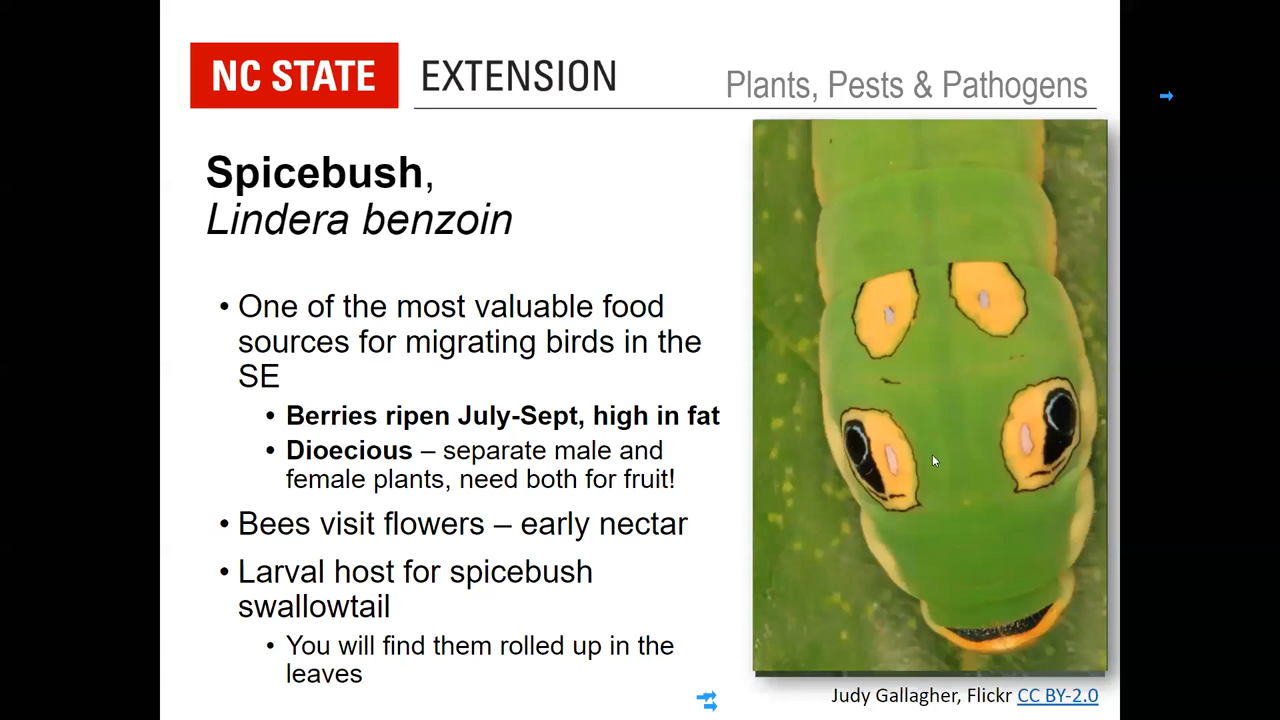 NC STATE EXTENSION
Plants, Pests & Pathogens
Spicebush,
Lindera benzoin
• One of the most valuable food
sources for migrating birds in the
SE
• Berries ripen July-Sept, high in fat
• Dioecious – separate male and
female plants, need both for fruit!
• Bees visit flowers – early nectar
• Larval host for spicebush
swallowtail
• You will find them rolled up in the
leaves
Judy Gallagher, Flickr CC BY-2.0